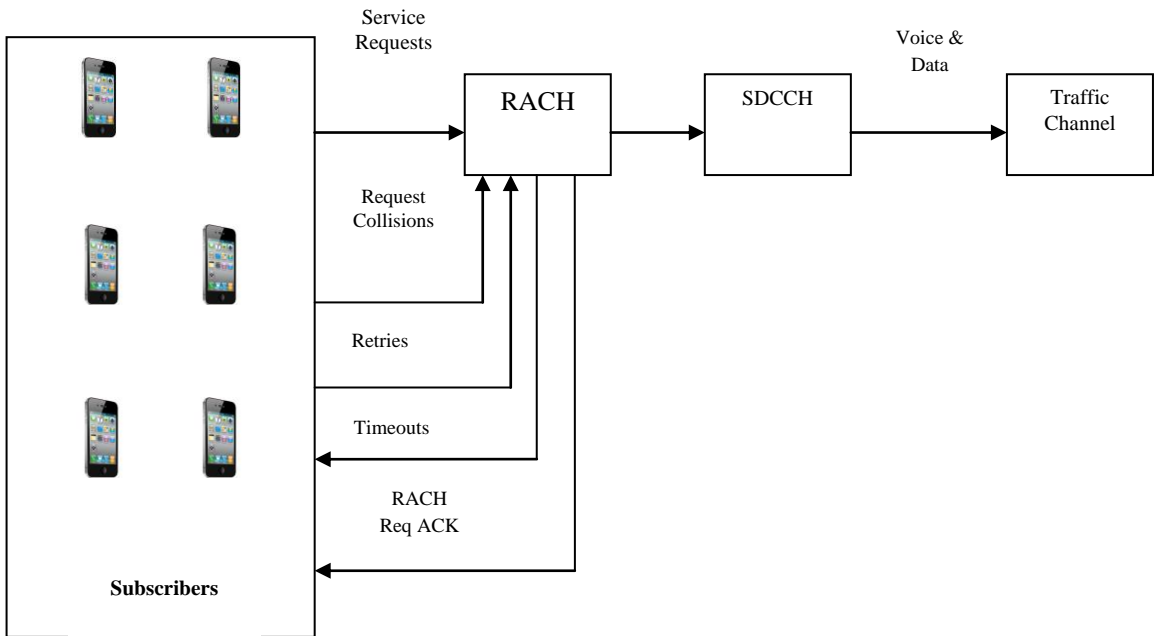 Service
Requests
Voice &
Data
RACH
SDCCH
Traffic
Channel
Request
Collisions
Retries
Timeouts
RACH
Req ACK
Subscribers